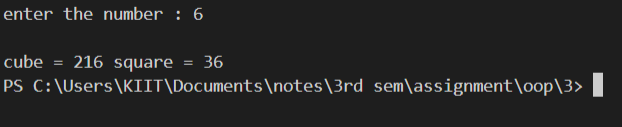 enter the number : 6
cube = 216 square = 36
PS C:\Users\KIIT\Documents\notes\3rd sem\assignment\oop\3>